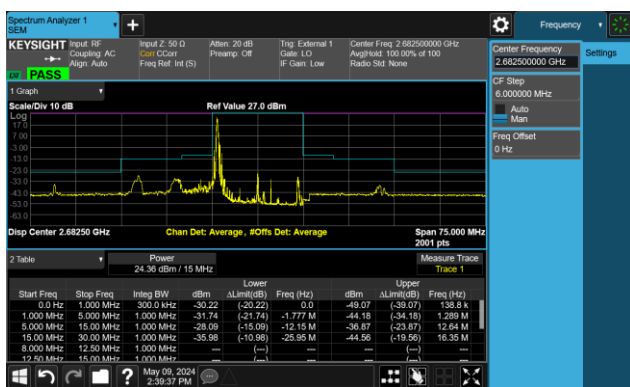 Spectrum Analyzer 1
SEM
Frequency
KEYSIGHT Input: RF Input Z: 50 Ω Atten: 20 dB Trig: External 1 Center Freq: 2.682500000 GHz
Coupling: AC Corr CCorr Preamp: Off Gate: LO Avg|Hold: 100.00% of 100
Align: Auto Freq Ref: Int (S) IF Gain: Low Radio Std: None
PASS
Center Frequency
2.682500000 GHz
Settings
CF Step
6.000000 MHz
Auto
Man
Freq Offset
0 Hz
1 Graph
Scale/Div 10 dB Ref Value 27.0 dBm
Log
17.0
7.00
-3.00
-13.0
-23.0
-33.0
-43.0
-53.0
-63.0
Disp Center 2.68250 GHz Chan Det: Average, #Offs Det: Average Span 75.000 MHz
2001 pts
2 Table Power Measure Trace
24.36 dBm / 15 MHz Trace 1
Lower Upper
Start Freq Stop Freq Integ BW dBm ΔLimit(dB) Freq (Hz) dBm ΔLimit(dB) Freq (Hz)
0.0 Hz 1.000 MHz 300.0 kHz -30.22 (-20.22) 0.0 -49.07 (-39.07) 138.8 k
1.000 MHz 5.000 MHz 1.000 MHz -31.74 (-21.74) -1.777 M -44.18 (-34.18) 1.289 M
5.000 MHz 15.00 MHz 1.000 MHz -28.09 (-15.09) -12.15 M -36.87 (-23.87) 12.64 M
15.00 MHz 30.00 MHz 1.000 MHz -35.98 (-10.98) -25.95 M -44.56 (-19.56) 16.35 M
8.000 MHz 12.50 MHz 1.000 MHz --- (---) --- --- (---) ---
12.50 MHz 15.00 MHz 1.000 MHz --- (---) --- --- (---) ---
May 09, 2024
2:39:37 PM